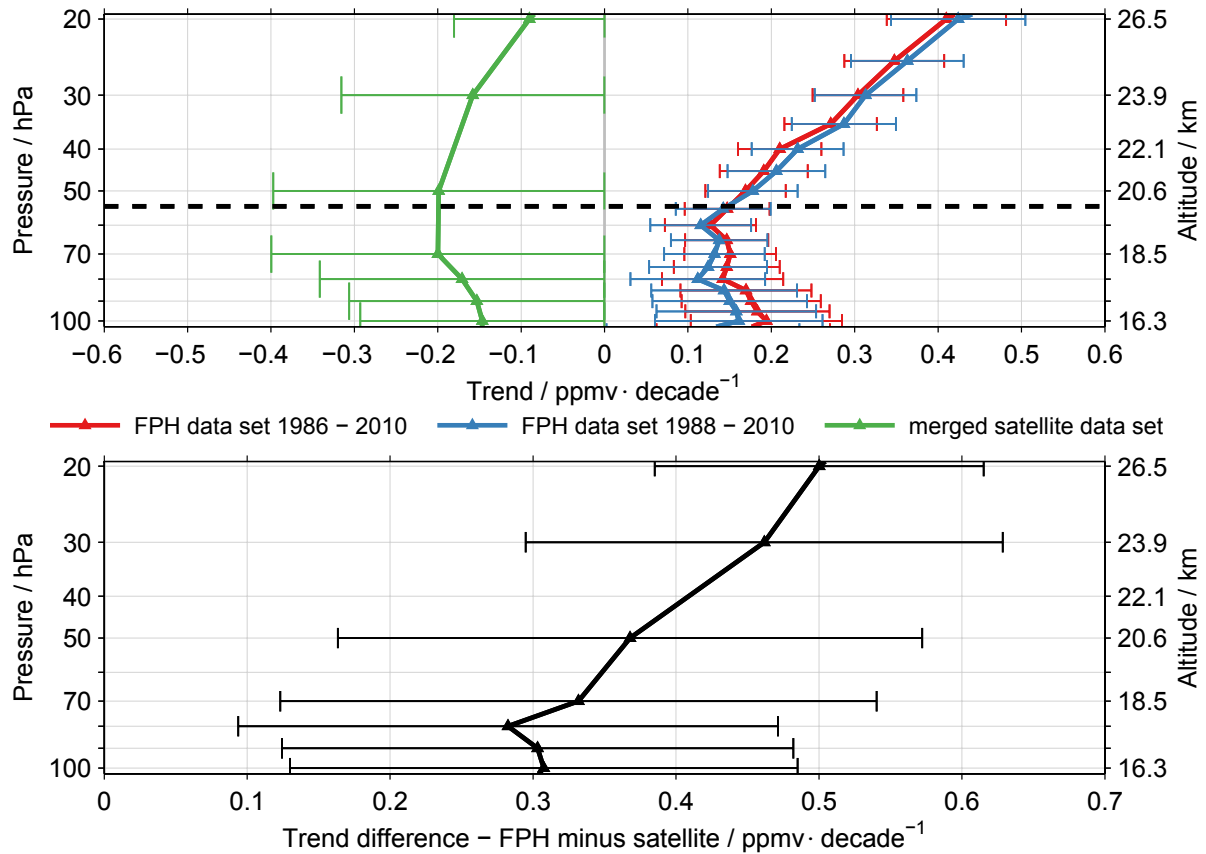 20
30
40
50
70
100
Pressure / hPa
26.5
23.9
22.1
20.6
18.5
16.3
Altitude / km
−0.6 −0.5 −0.4 −0.3 −0.2 −0.1 0 0.1 0.2 0.3 0.4 0.5 0.6
Trend / ppmv · decade⁻¹
FPH data set 1986 − 2010 FPH data set 1988 − 2010 merged satellite data set
20
30
40
50
70
100
Pressure / hPa
26.5
23.9
22.1
20.6
18.5
16.3
Altitude / km
0 0.1 0.2 0.3 0.4 0.5 0.6 0.7
Trend difference − FPH minus satellite / ppmv · decade⁻¹